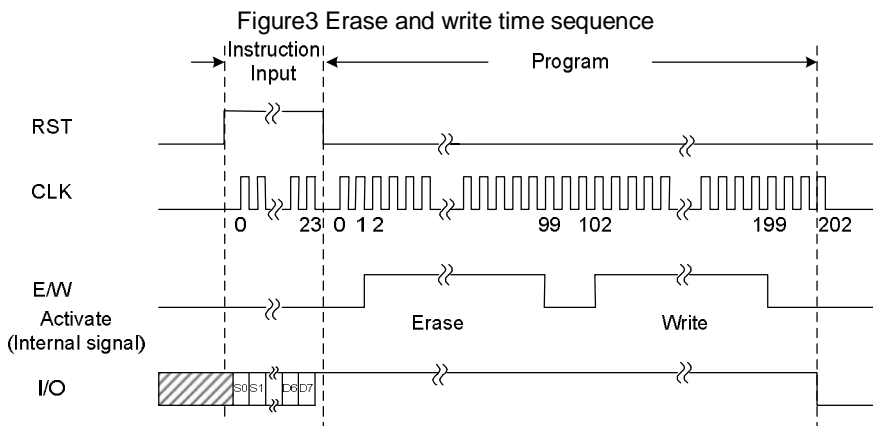 Figure3 Erase and write time sequence
Instruction
Input
Program
RST
CLK
0 23 0 1 2 99 102 199 202
E/W
Activate
(Internal signal)
Erase Write
I/O
S0 S1 D6 D7